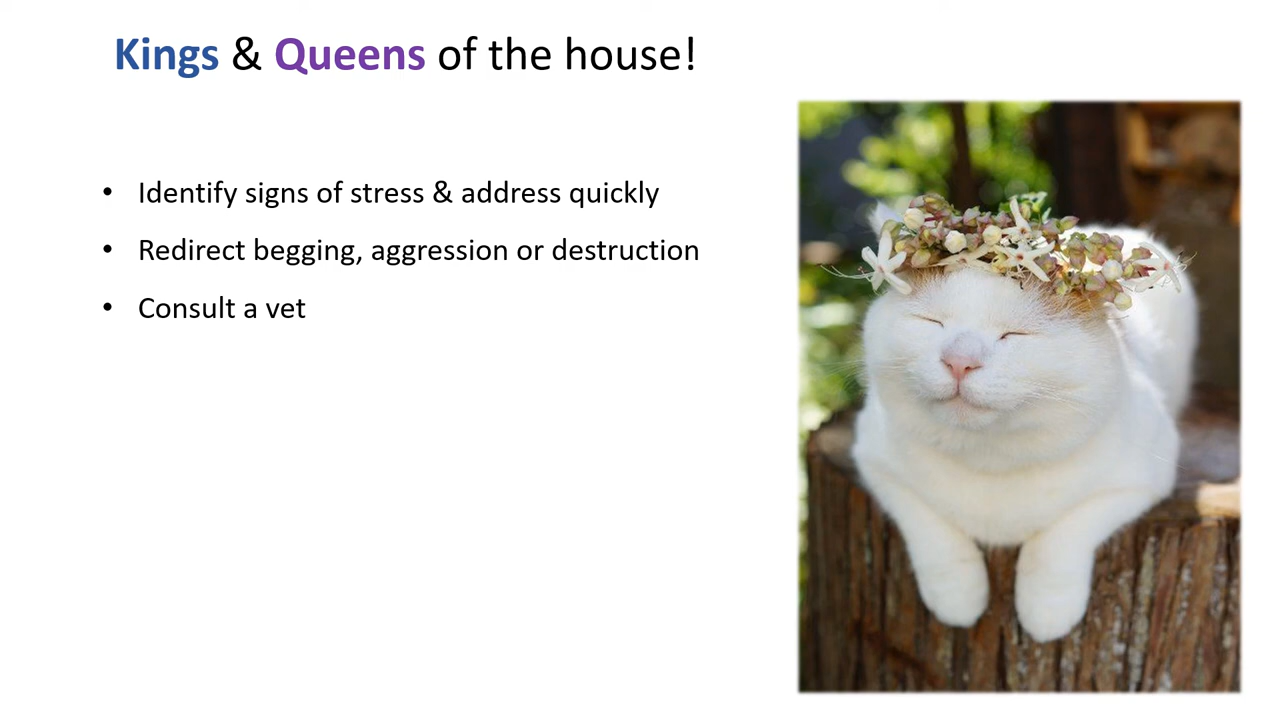 Kings & Queens of the house!
• Identify signs of stress & address quickly
• Redirect begging, aggression or destruction
• Consult a vet